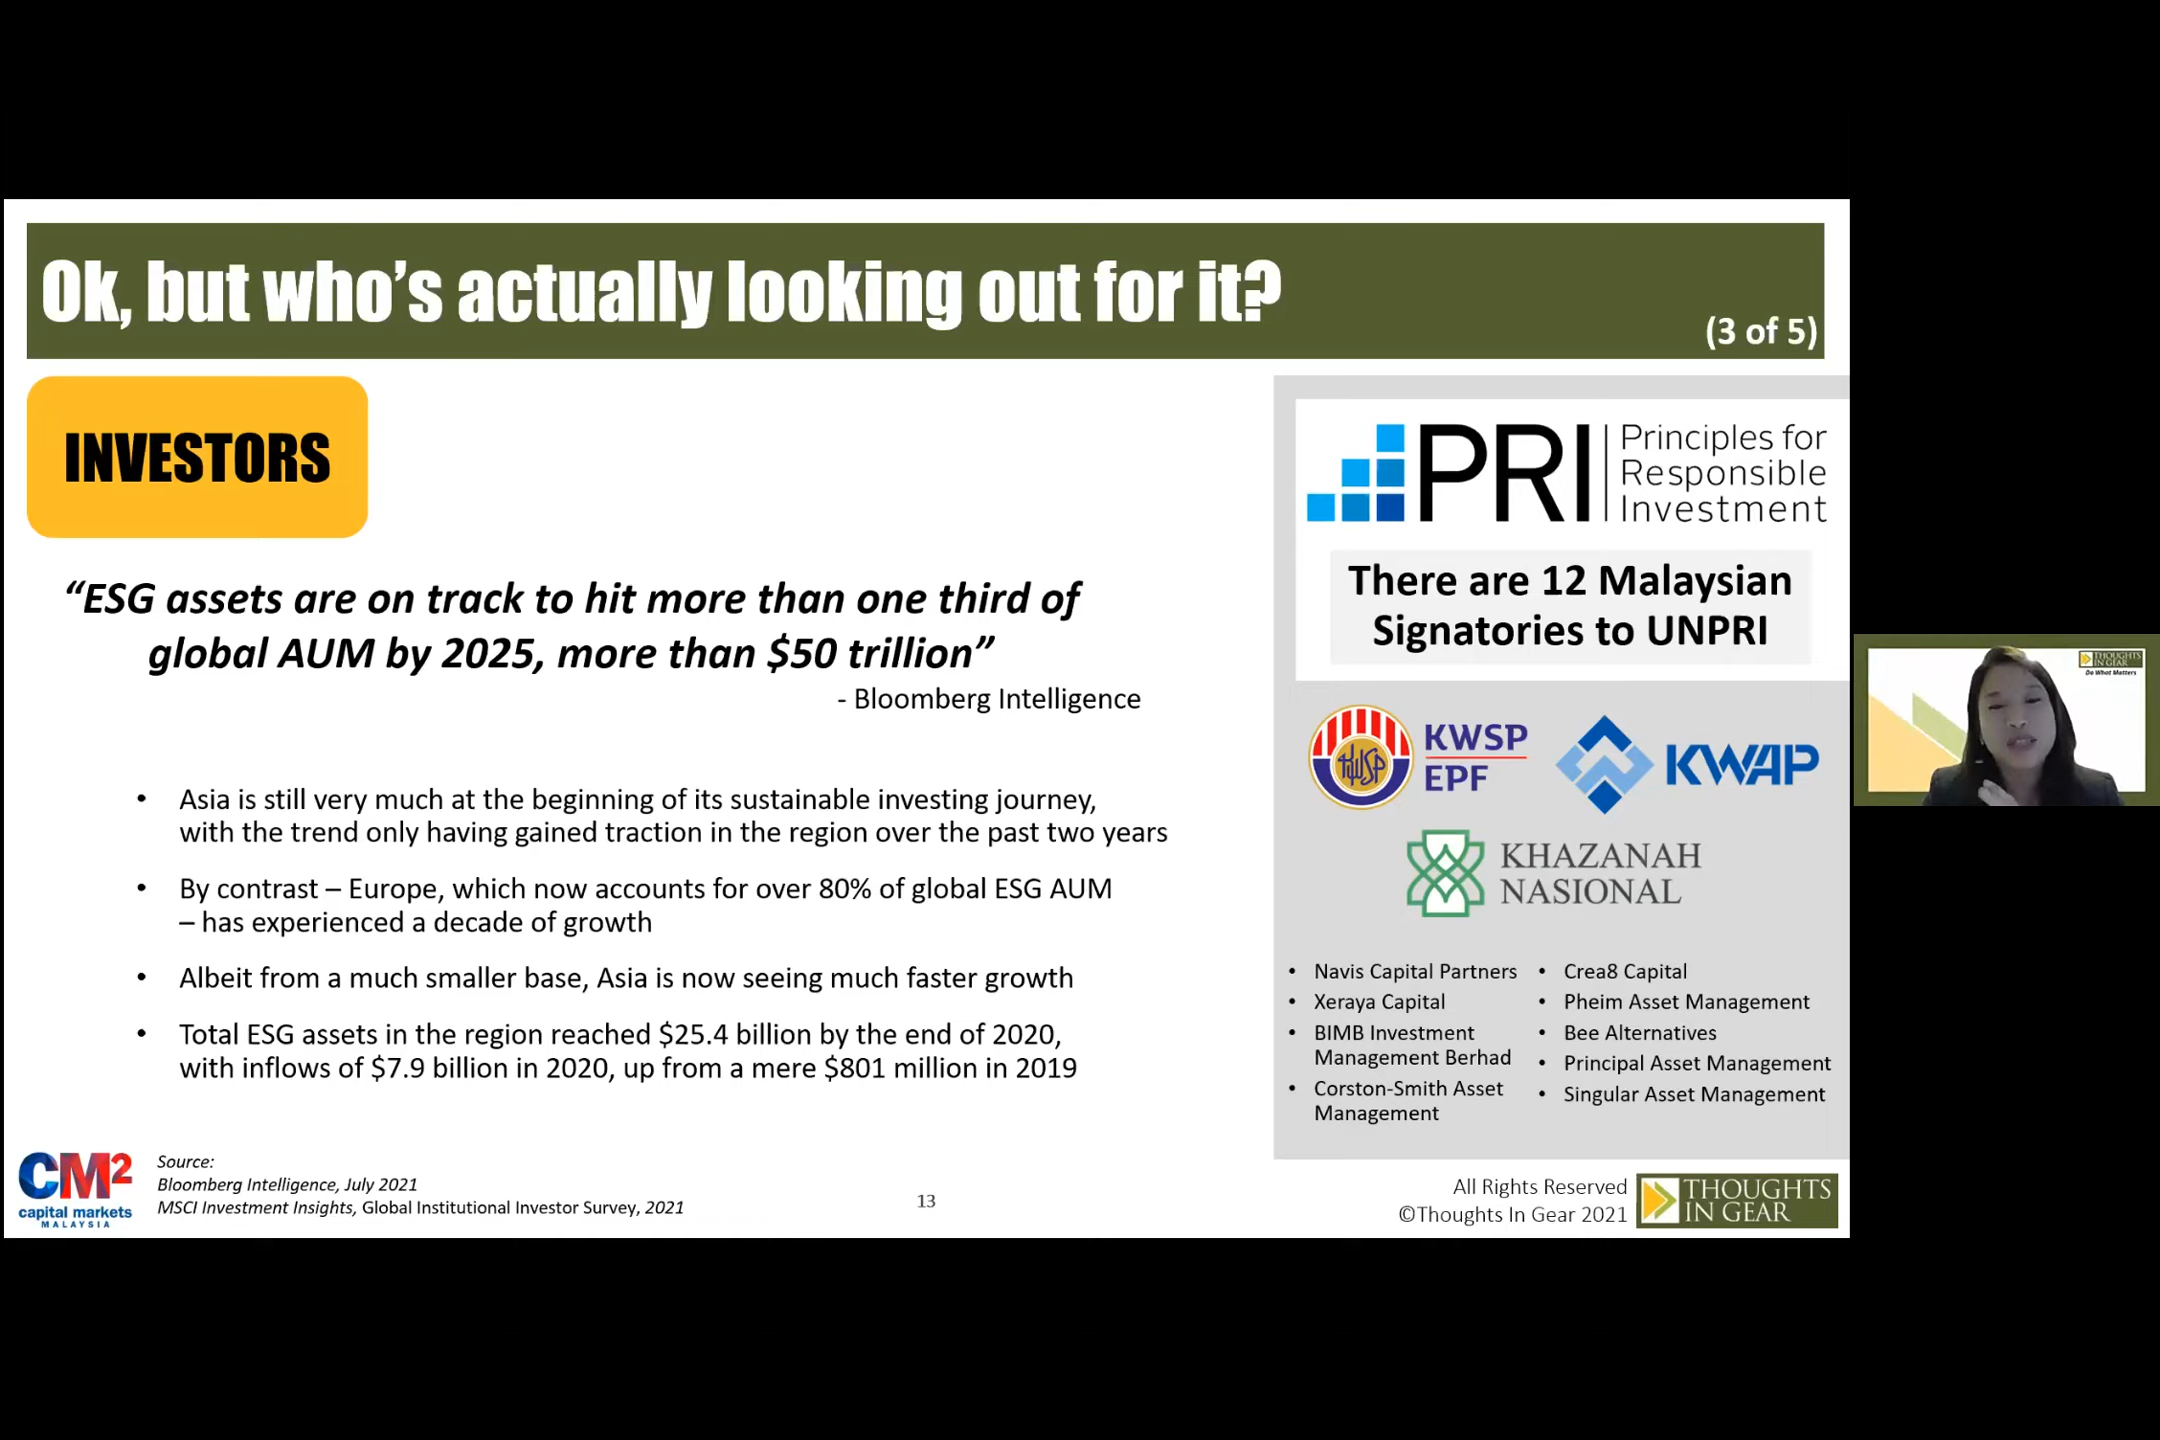 Ok, but who's actually looking out for it?
(3 of 5)
INVESTORS
“ESG assets are on track to hit more than one third of
global AUM by 2025, more than $50 trillion”
- Bloomberg Intelligence
• Asia is still very much at the beginning of its sustainable investing journey,
with the trend only having gained traction in the region over the past two years
• By contrast – Europe, which now accounts for over 80% of global ESG AUM
– has experienced a decade of growth
• Albeit from a much smaller base, Asia is now seeing much faster growth
• Total ESG assets in the region reached $25.4 billion by the end of 2020,
with inflows of $7.9 billion in 2020, up from a mere $801 million in 2019
PRI
Principles for
Responsible
Investment
There are 12 Malaysian
Signatories to UNPRI
KWSP
KWSP
EPF
KWAP
KHAZANAH
NASIONAL
• Navis Capital Partners
• Xeraya Capital
• BIMB Investment
Management Berhad
• Corston-Smith Asset
Management
• Crea8 Capital
• Pheim Asset Management
• Bee Alternatives
• Principal Asset Management
• Singular Asset Management
CM2
capital markets
MALAYSIA
Source:
Bloomberg Intelligence, July 2021
MSCI Investment Insights, Global Institutional Investor Survey, 2021
13
All Rights Reserved
©Thoughts In Gear 2021
THOUGHTS
IN GEAR
THOUGHTS
IN GEAR
Do What Matters